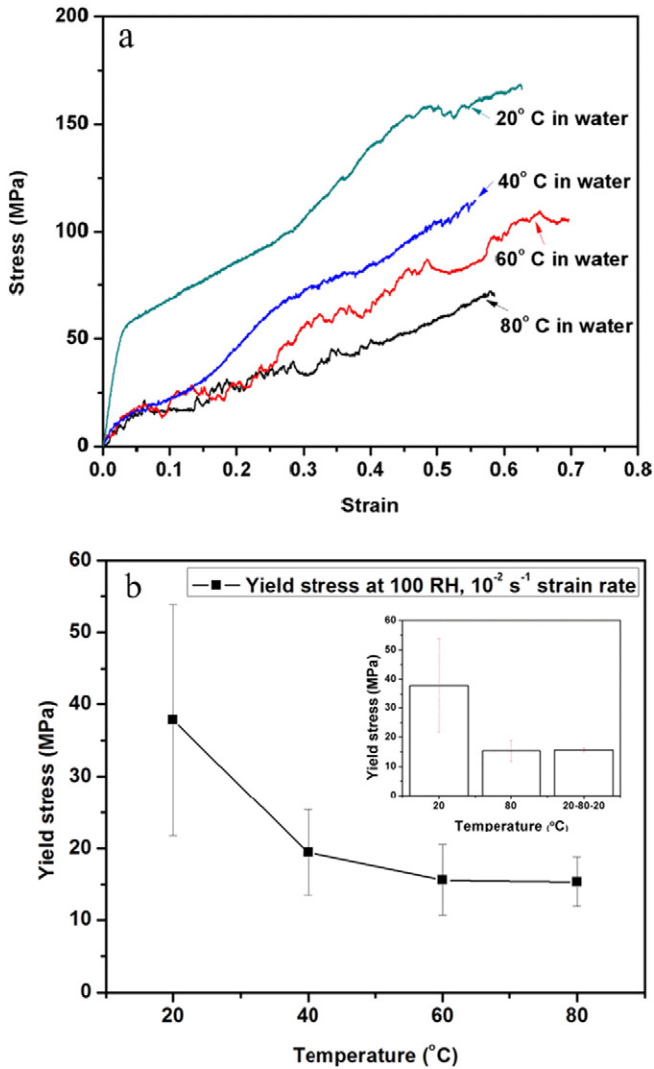 a
200
150
100
50
0
Stress (MPa)
20° C in water
40° C in water
60° C in water
80° C in water
0.0 0.1 0.2 0.3 0.4 0.5 0.6 0.7 0.8
Strain
b
Yield stress at 100 RH, 10⁻² s⁻¹ strain rate
60
50
40
30
20
10
0
Yield stress (MPa)
60
50
40
30
20
10
0
Yield stress (MPa)
20 80 20-80-20
Temperature (°C)
20 40 60 80
Temperature (°C)